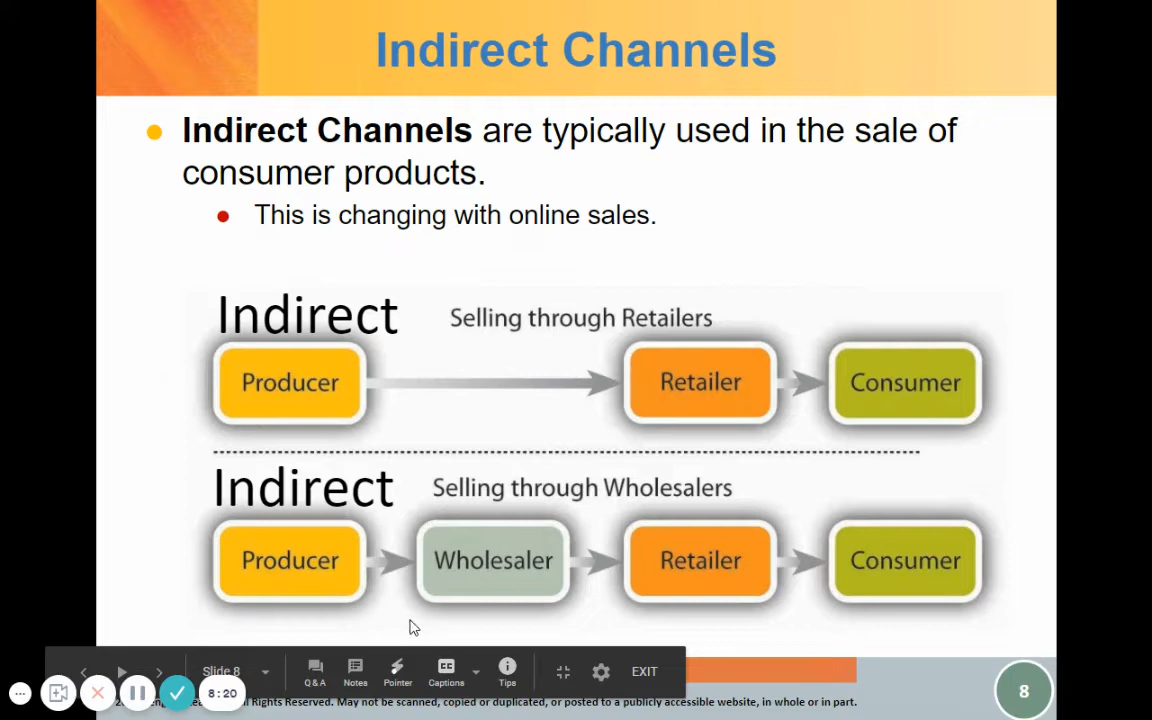 Indirect Channels
Indirect Channels are typically used in the sale of
consumer products.
This is changing with online sales.
Indirect Selling through Retailers
Producer Retailer Consumer
Indirect Selling through Wholesalers
Producer Wholesaler Retailer Consumer
Slide 8 Q&A Notes Pointer CC Captions Tips EXIT
8:20
8
Rights Reserved. May not be scanned, copied or duplicated, or posted to a publicly accessible website, in whole or in part.